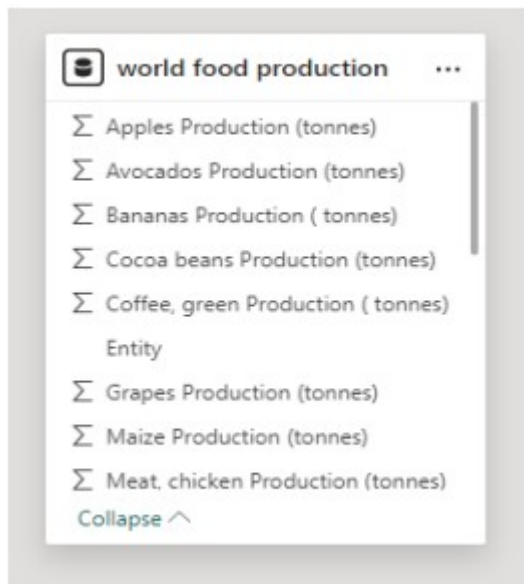 world food production ...
Σ Apples Production (tonnes)
Σ Avocados Production (tonnes)
Σ Bananas Production ( tonnes)
Σ Cocoa beans Production (tonnes)
Σ Coffee, green Production ( tonnes)
Entity
Σ Grapes Production (tonnes)
Σ Maize Production (tonnes)
Σ Meat, chicken Production (tonnes)
Collapse